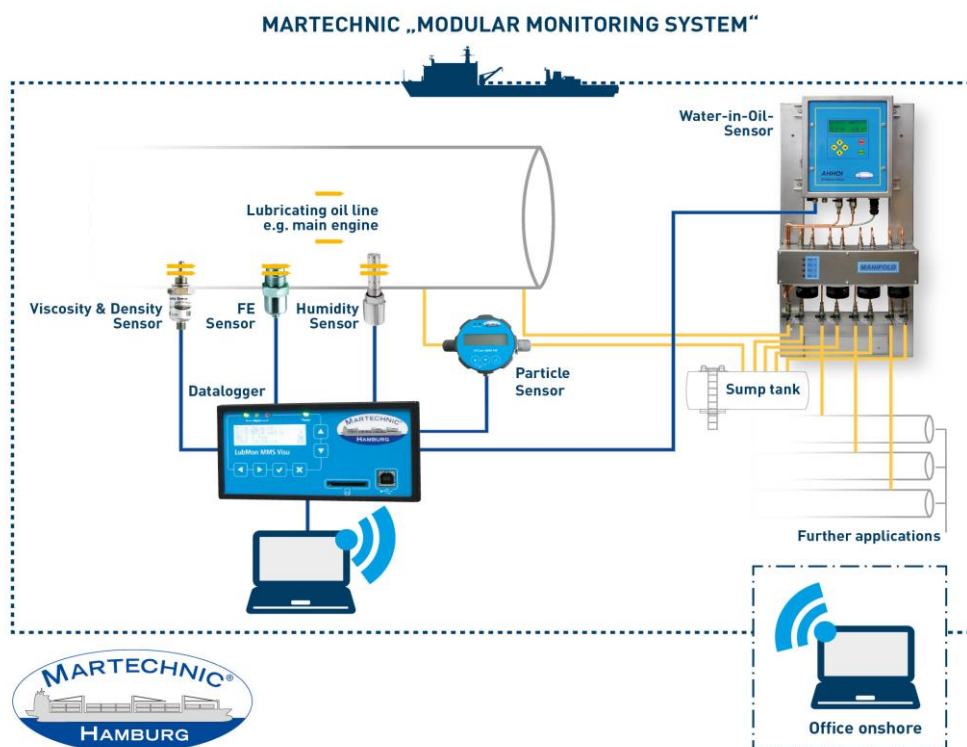 MARTECHNIC „MODULAR MONITORING SYSTEM“
Water-in-Oil-
Sensor
AHHOI
MANIFOLD
Lubricating oil line
e.g. main engine
Viscosity & Density
Sensor
FE
Sensor
Humidity
Sensor
Particle
Sensor
Datalogger
MARTECHNIC®
HAMBURG
LubMon MMS Visu
Sump tank
Further applications
MARTECHNIC®
HAMBURG
Office onshore